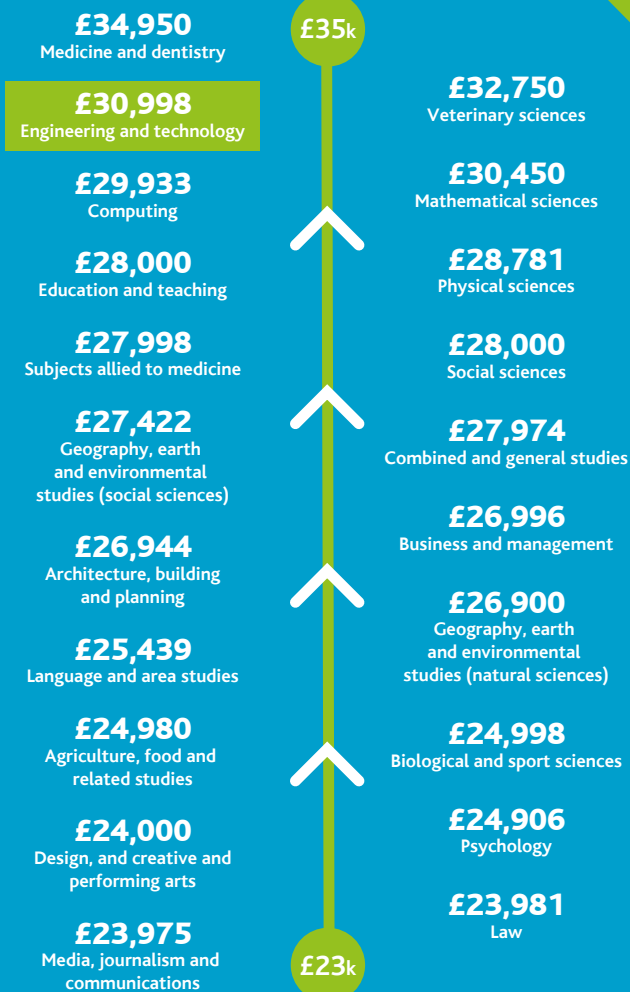 £34,950
Medicine and dentistry
£30,998
Engineering and technology
£29,933
Computing
£28,000
Education and teaching
£27,998
Subjects allied to medicine
£27,422
Geography, earth
and environmental
studies (social sciences)
£26,944
Architecture, building
and planning
£25,439
Language and area studies
£24,980
Agriculture, food and
related studies
£24,000
Design, and creative and
performing arts
£23,975
Media, journalism and
communications
£35k
£23k
£32,750
Veterinary sciences
£30,450
Mathematical sciences
£28,781
Physical sciences
£28,000
Social sciences
£27,974
Combined and general studies
£26,996
Business and management
£26,900
Geography, earth
and environmental
studies (natural sciences)
£24,998
Biological and sport sciences
£24,906
Psychology
£23,981
Law